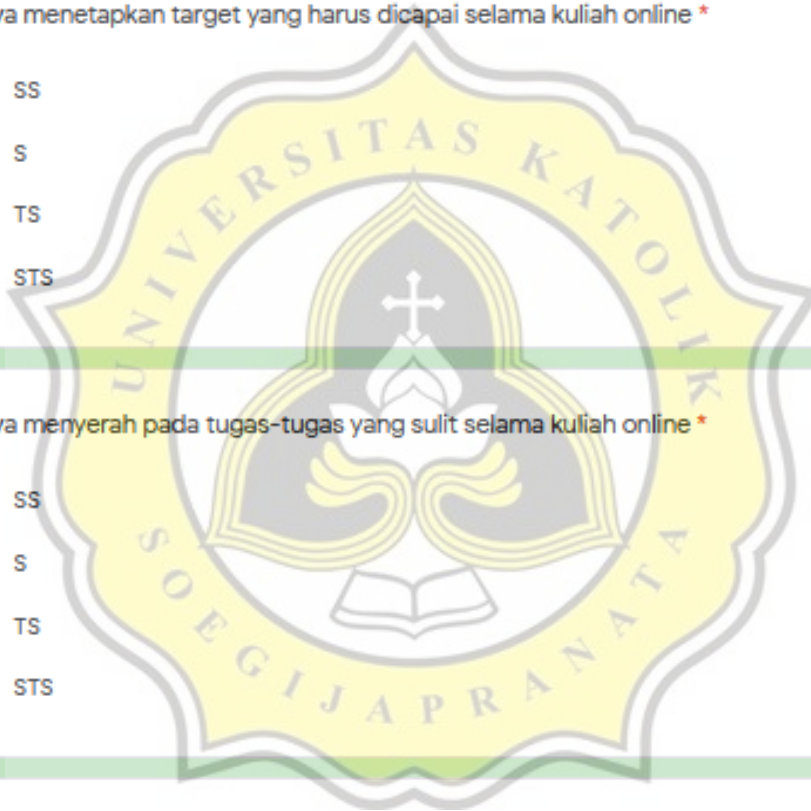 ya menetapkan target yang harus dicapai selama kuliah online *
SS
S
TS
STS
ya menyerah pada tugas-tugas yang sulit selama kuliah online *
SS
S
TS
STS
UNIVERSITAS KATOLIK
SOEGIJAPRANATA